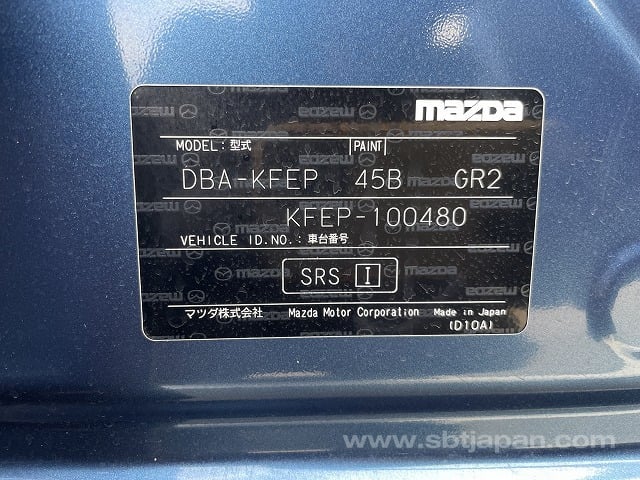 mazda
MODEL: 型式 PAINT
DBA-KFEP 45B GR2
KFEP-100480
VEHICLE ID.NO.: 車台番号
SRS I
マツダ株式会社 Mazda Motor Corporation Made in Japan
(D10A)
www.sbtjapan.com